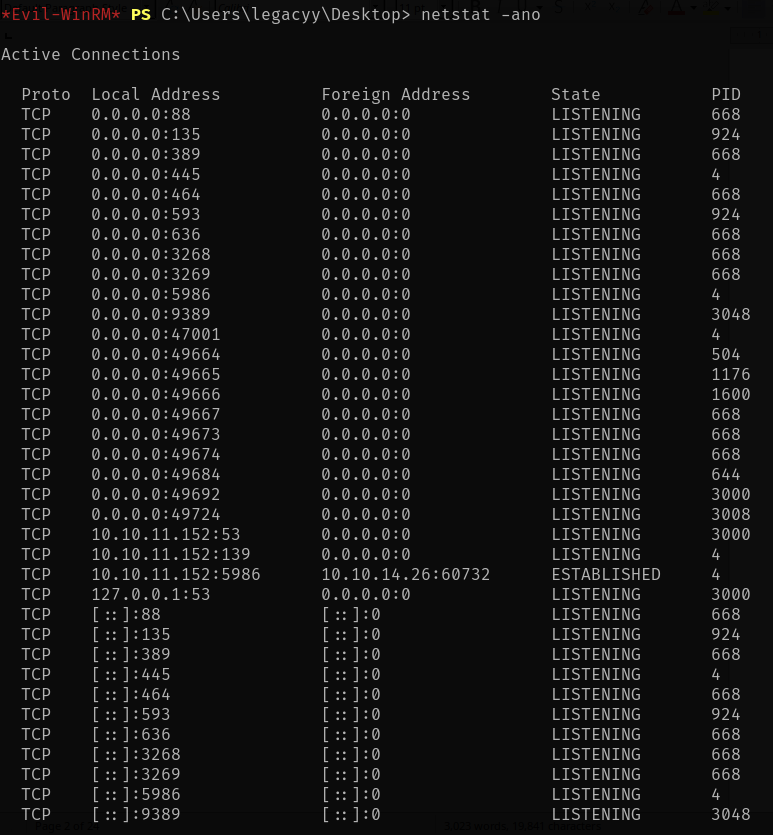 *Evil-WinRM* PS C:\Users\legacyy\Desktop> netstat -ano
Active Connections
Proto Local Address Foreign Address State PID
TCP 0.0.0.0:88 0.0.0.0:0 LISTENING 668
TCP 0.0.0.0:135 0.0.0.0:0 LISTENING 924
TCP 0.0.0.0:389 0.0.0.0:0 LISTENING 668
TCP 0.0.0.0:445 0.0.0.0:0 LISTENING 4
TCP 0.0.0.0:464 0.0.0.0:0 LISTENING 668
TCP 0.0.0.0:593 0.0.0.0:0 LISTENING 924
TCP 0.0.0.0:636 0.0.0.0:0 LISTENING 668
TCP 0.0.0.0:3268 0.0.0.0:0 LISTENING 668
TCP 0.0.0.0:3269 0.0.0.0:0 LISTENING 668
TCP 0.0.0.0:5986 0.0.0.0:0 LISTENING 4
TCP 0.0.0.0:9389 0.0.0.0:0 LISTENING 3048
TCP 0.0.0.0:47001 0.0.0.0:0 LISTENING 4
TCP 0.0.0.0:49664 0.0.0.0:0 LISTENING 504
TCP 0.0.0.0:49665 0.0.0.0:0 LISTENING 1176
TCP 0.0.0.0:49666 0.0.0.0:0 LISTENING 1600
TCP 0.0.0.0:49667 0.0.0.0:0 LISTENING 668
TCP 0.0.0.0:49673 0.0.0.0:0 LISTENING 668
TCP 0.0.0.0:49674 0.0.0.0:0 LISTENING 668
TCP 0.0.0.0:49684 0.0.0.0:0 LISTENING 644
TCP 0.0.0.0:49692 0.0.0.0:0 LISTENING 3000
TCP 0.0.0.0:49724 0.0.0.0:0 LISTENING 3008
TCP 10.10.11.152:53 0.0.0.0:0 LISTENING 3000
TCP 10.10.11.152:139 0.0.0.0:0 LISTENING 4
TCP 10.10.11.152:5986 10.10.14.26:60732 ESTABLISHED 4
TCP 127.0.0.1:53 0.0.0.0:0 LISTENING 3000
TCP [::]:88 [::]:0 LISTENING 668
TCP [::]:135 [::]:0 LISTENING 924
TCP [::]:389 [::]:0 LISTENING 668
TCP [::]:445 [::]:0 LISTENING 4
TCP [::]:464 [::]:0 LISTENING 668
TCP [::]:593 [::]:0 LISTENING 924
TCP [::]:636 [::]:0 LISTENING 668
TCP [::]:3268 [::]:0 LISTENING 668
TCP [::]:3269 [::]:0 LISTENING 668
TCP [::]:5986 [::]:0 LISTENING 4
TCP [::]:9389 [::]:0 LISTENING 3048